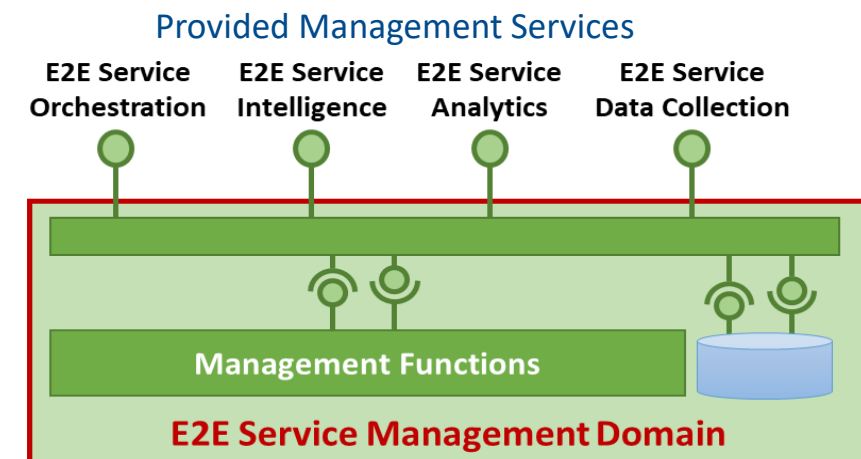 Provided Management Services
E2E Service Orchestration
E2E Service Intelligence
E2E Service Analytics
E2E Service Data Collection
Management Functions
E2E Service Management Domain